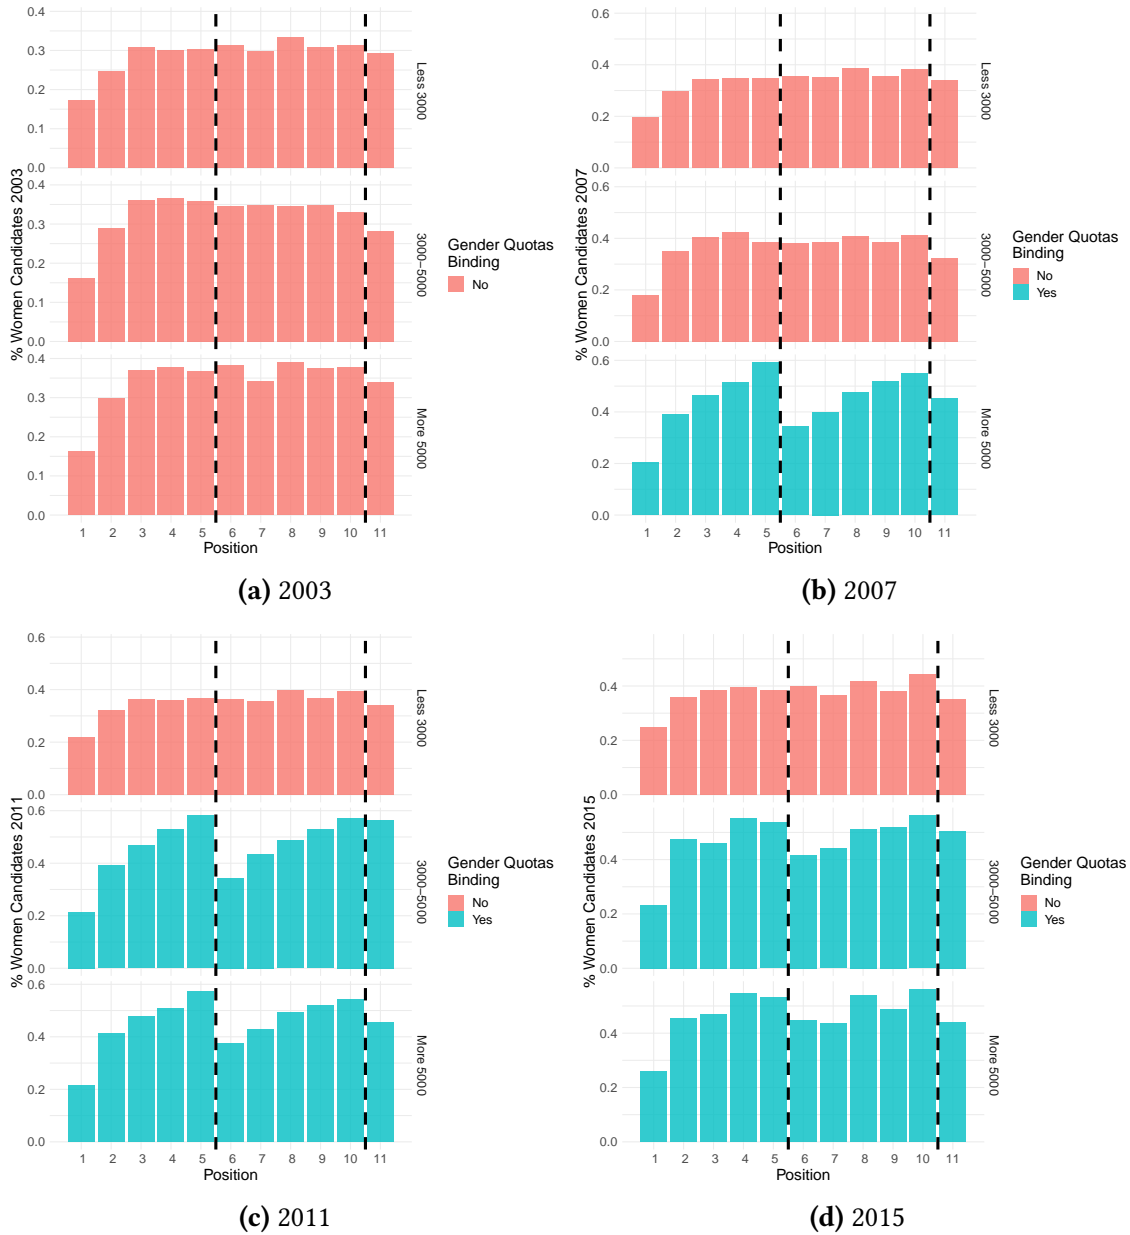 % Women Candidates 2003
0.4
0.3
0.2
0.1
0.0
Less 3000
0.4
0.3
0.2
0.1
0.0
3000−5000
0.4
0.3
0.2
0.1
0.0
More 5000
1 2 3 4 5 6 7 8 9 10 11
Position
Gender Quotas
Binding
No
(a) 2003
% Women Candidates 2007
0.6
0.4
0.2
0.0
Less 3000
0.6
0.4
0.2
0.0
3000−5000
0.6
0.4
0.2
0.0
More 5000
1 2 3 4 5 6 7 8 9 10 11
Position
Gender Quotas
Binding
No
Yes
(b) 2007
% Women Candidates 2011
0.6
0.4
0.2
0.0
Less 3000
0.6
0.4
0.2
0.0
3000−5000
0.6
0.4
0.2
0.0
More 5000
1 2 3 4 5 6 7 8 9 10 11
Position
Gender Quotas
Binding
No
Yes
(c) 2011
% Women Candidates 2015
0.4
0.2
0.0
Less 3000
0.4
0.2
0.0
3000−5000
0.4
0.2
0.0
More 5000
1 2 3 4 5 6 7 8 9 10 11
Position
Gender Quotas
Binding
No
Yes
(d) 2015